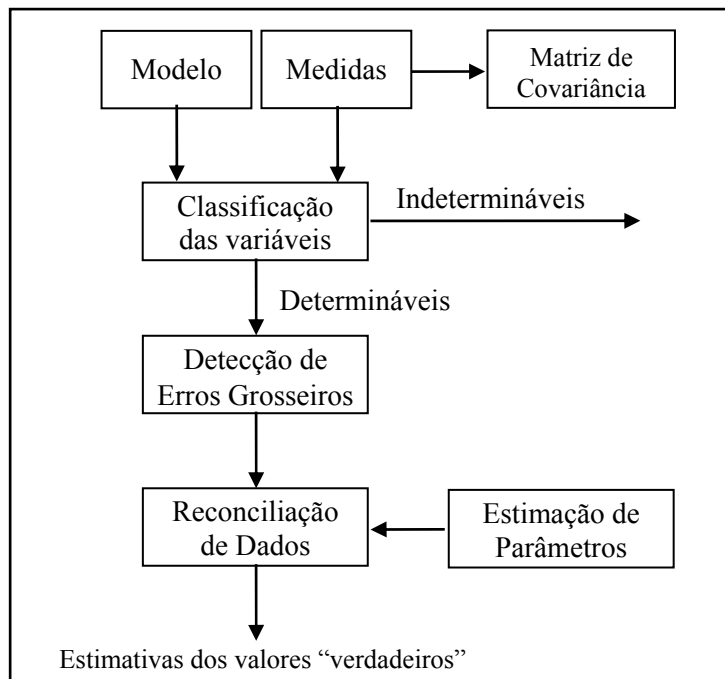 Modelo
Medidas
Matriz de
Covariância
Classificação
das variáveis
Indetermináveis
Determináveis
Detecção de
Erros Grosseiros
Reconciliação
de Dados
Estimação de
Parâmetros
Estimativas dos valores “verdadeiros”